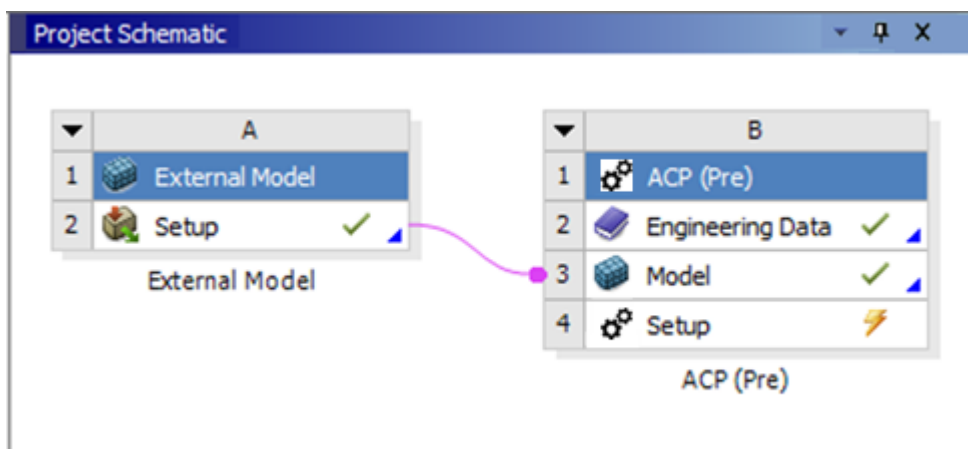 Project Schematic
A
1 External Model
2 Setup
External Model
B
1 ACP (Pre)
2 Engineering Data
3 Model
4 Setup
ACP (Pre)